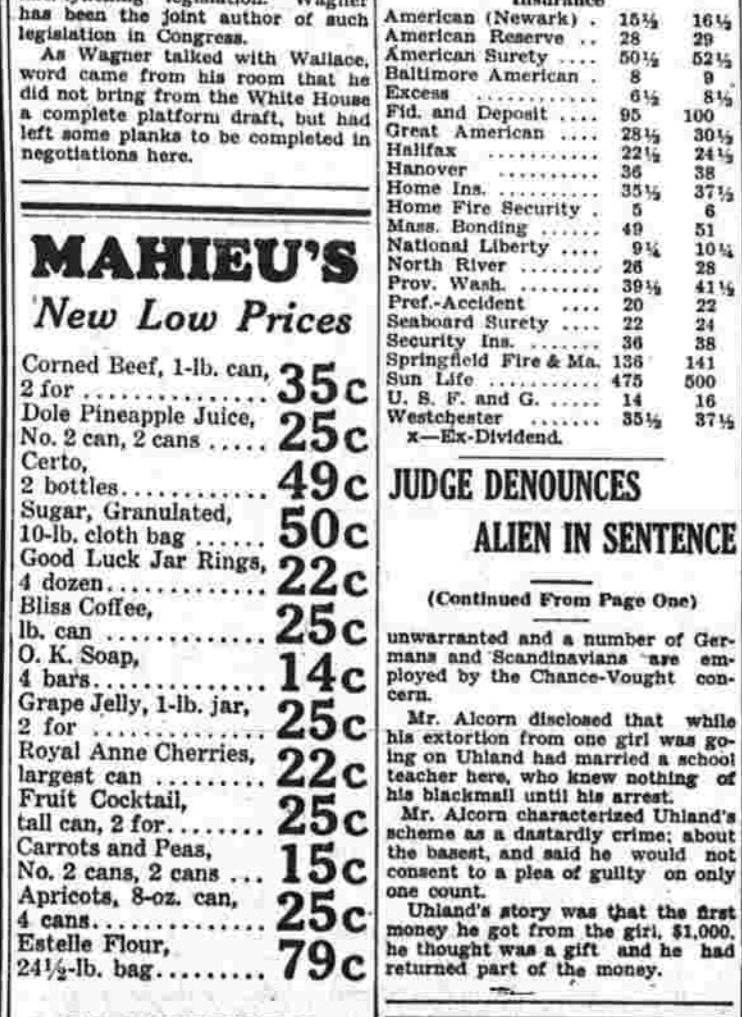 has been the joint author of such
legislation in Congress.
As Wagner talked with Wallace,
word came from his room that he
did not bring from the White House
a complete platform draft, but had
left some planks to be completed in
negotiations here.
MAHIEU'S
New Low Prices
Corned Beef, 1-lb. can,
2 for ............... 35c
Dole Pineapple Juice,
No. 2 can, 2 cans ..... 25c
Certo,
2 bottles............ 49c
Sugar, Granulated,
10-lb. cloth bag ...... 50c
Good Luck Jar Rings,
4 dozen............. 22c
Bliss Coffee,
lb. can ............. 25c
O. K. Soap,
4 bars.............. 14c
Grape Jelly, 1-lb. jar,
2 for .............. 25c
Royal Anne Cherries,
largest can ......... 22c
Fruit Cocktail,
tall can, 2 for........ 25c
Carrots and Peas,
No. 2 cans, 2 cans ... 15c
Apricots, 8-oz. can,
4 cans.............. 25c
Estelle Flour,
24½-lb. bag......... 79c
Insurance
American (Newark) . 15½ 16½
American Reserve .. 28 29
American Surety .... 50½ 52½
Baltimore American . 8 9
Excess ............ 6½ 8½
Fid. and Deposit .... 95 100
Great American .... 28½ 30½
Halifax ........... 22½ 24½
Hanover .......... 36 38
Home Ins. ......... 35½ 37½
Home Fire Security . 5 6
Mass. Bonding ...... 49 51
National Liberty .... 9¼ 10¼
North River ........ 26 28
Prov. Wash. ........ 39½ 41½
Pref.-Accident .... 20 22
Seaboard Surety .... 22 24
Security Ins. ....... 36 38
Springfield Fire & Ma. 136 141
Sun Life ........... 475 500
U. S. F. and G. ..... 14 16
Westchester ....... 35½ 37½
x—Ex-Dividend.
JUDGE DENOUNCES
ALIEN IN SENTENCE
(Continued From Page One)
unwarranted and a number of Ger-
mans and Scandinavians are em-
ployed by the Chance-Vought con-
cern.
Mr. Alcorn disclosed that while
his extortion from one girl was go-
ing on Uhland had married a school
teacher here, who knew nothing of
his blackmail until his arrest.
Mr. Alcorn characterized Uhland's
scheme as a dastardly crime; about
the basest, and said he would not
consent to a plea of guilty on only
one count.
Uhland's story was that the first
money he got from the girl, $1,000,
he thought was a gift and he had
returned part of the money.